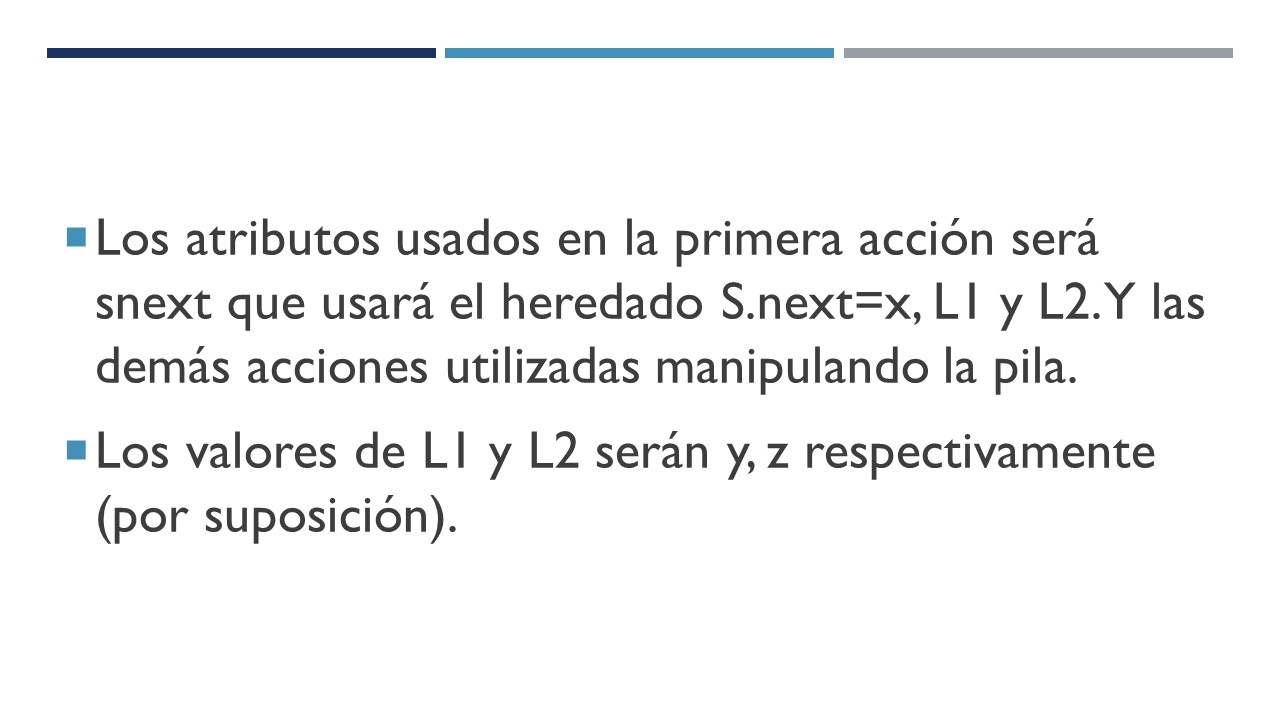 Los atributos usados en la primera acción será
snext que usará el heredado S.next=x, L1 y L2. Y las
demás acciones utilizadas manipulando la pila.
Los valores de L1 y L2 serán y, z respectivamente
(por suposición).